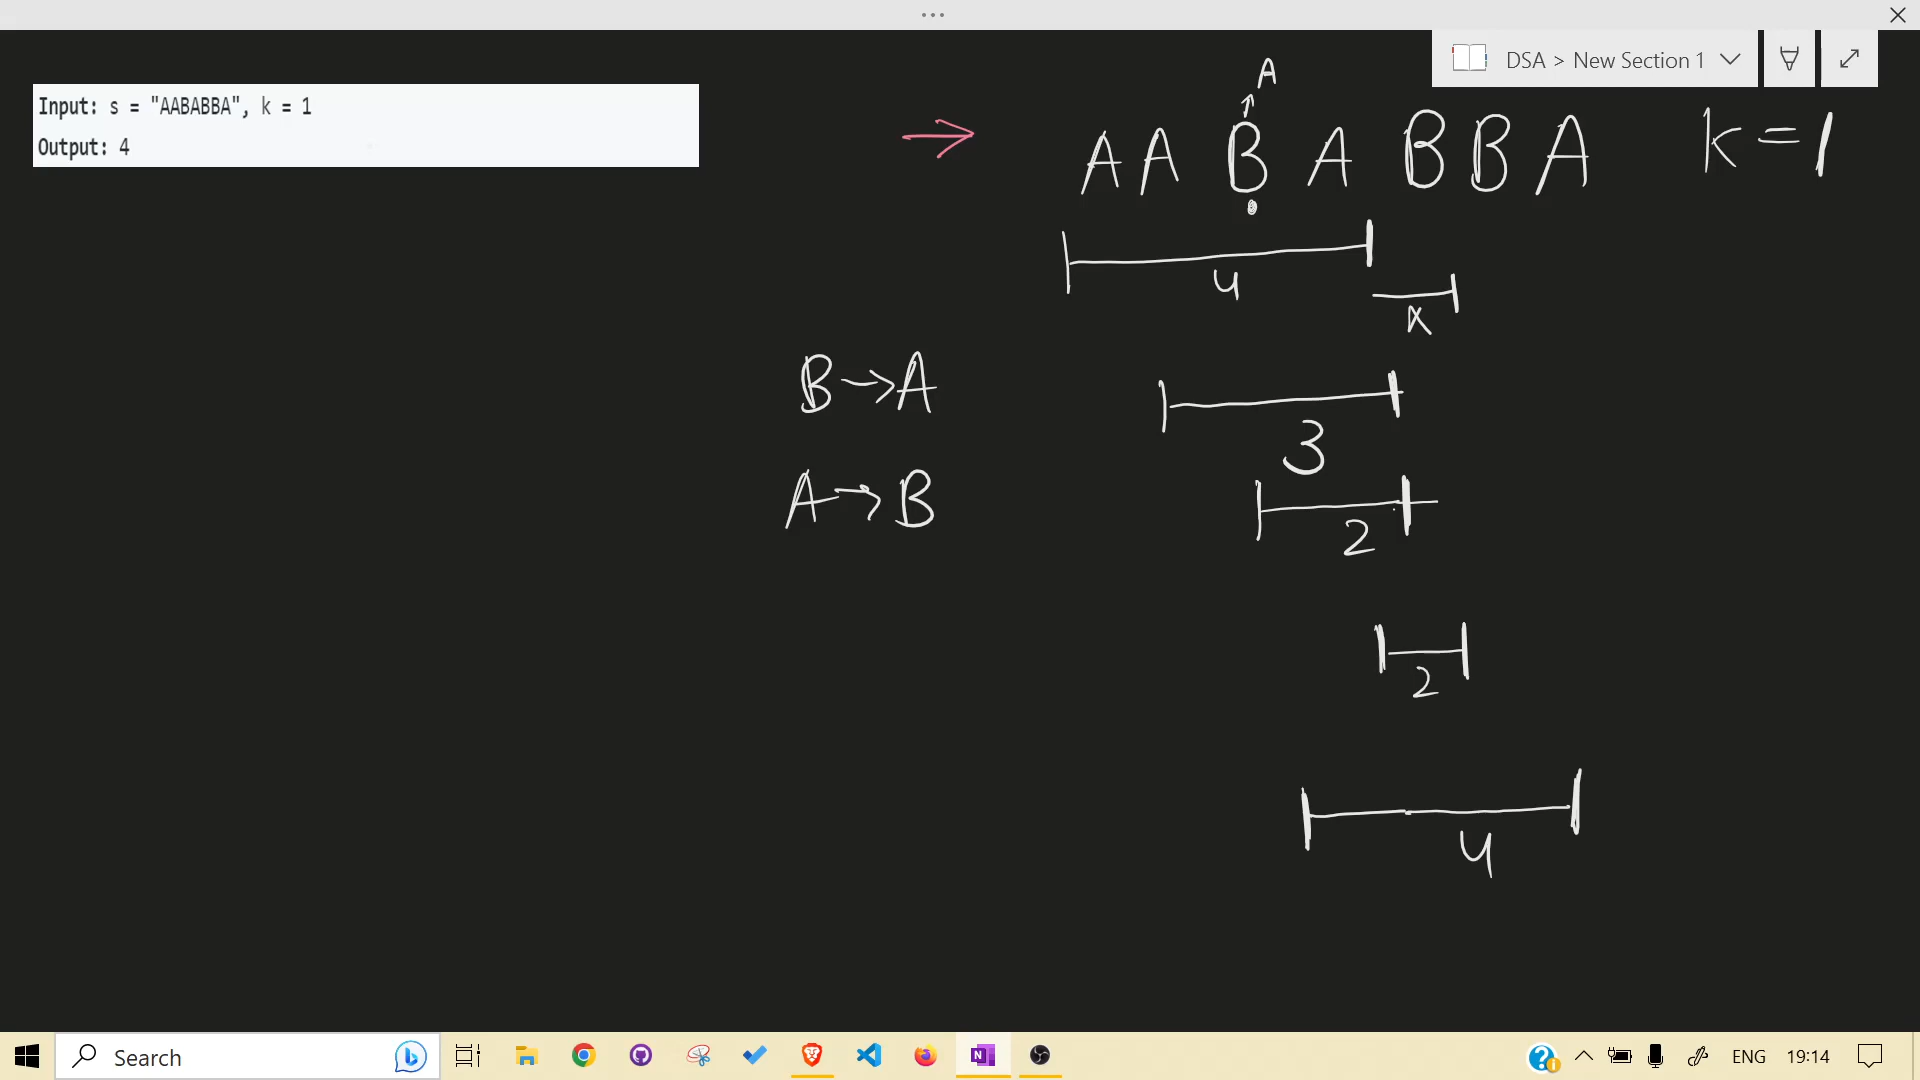 DSA > New Section 1
Input: s = "AABABBA", k = 1
Output: 4
A
A A B A B B A
k = 1
4
x
B → A
3
A → B
2
2
4
Search
ENG
19:14